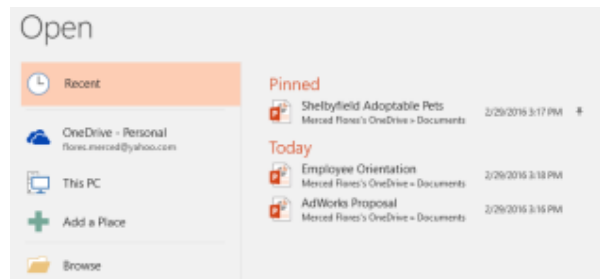 Open
Recent
OneDrive - Personal
flores.merced@yahoo.com
This PC
Add a Place
Browse
Pinned
Shelbyfield Adoptable Pets 2/29/2016 3:17 PM
Merced Flores's OneDrive » Documents
Today
Employee Orientation 2/29/2016 3:18 PM
Merced Flores's OneDrive » Documents
AdWorks Proposal 2/29/2016 3:16 PM
Merced Flores's OneDrive » Documents